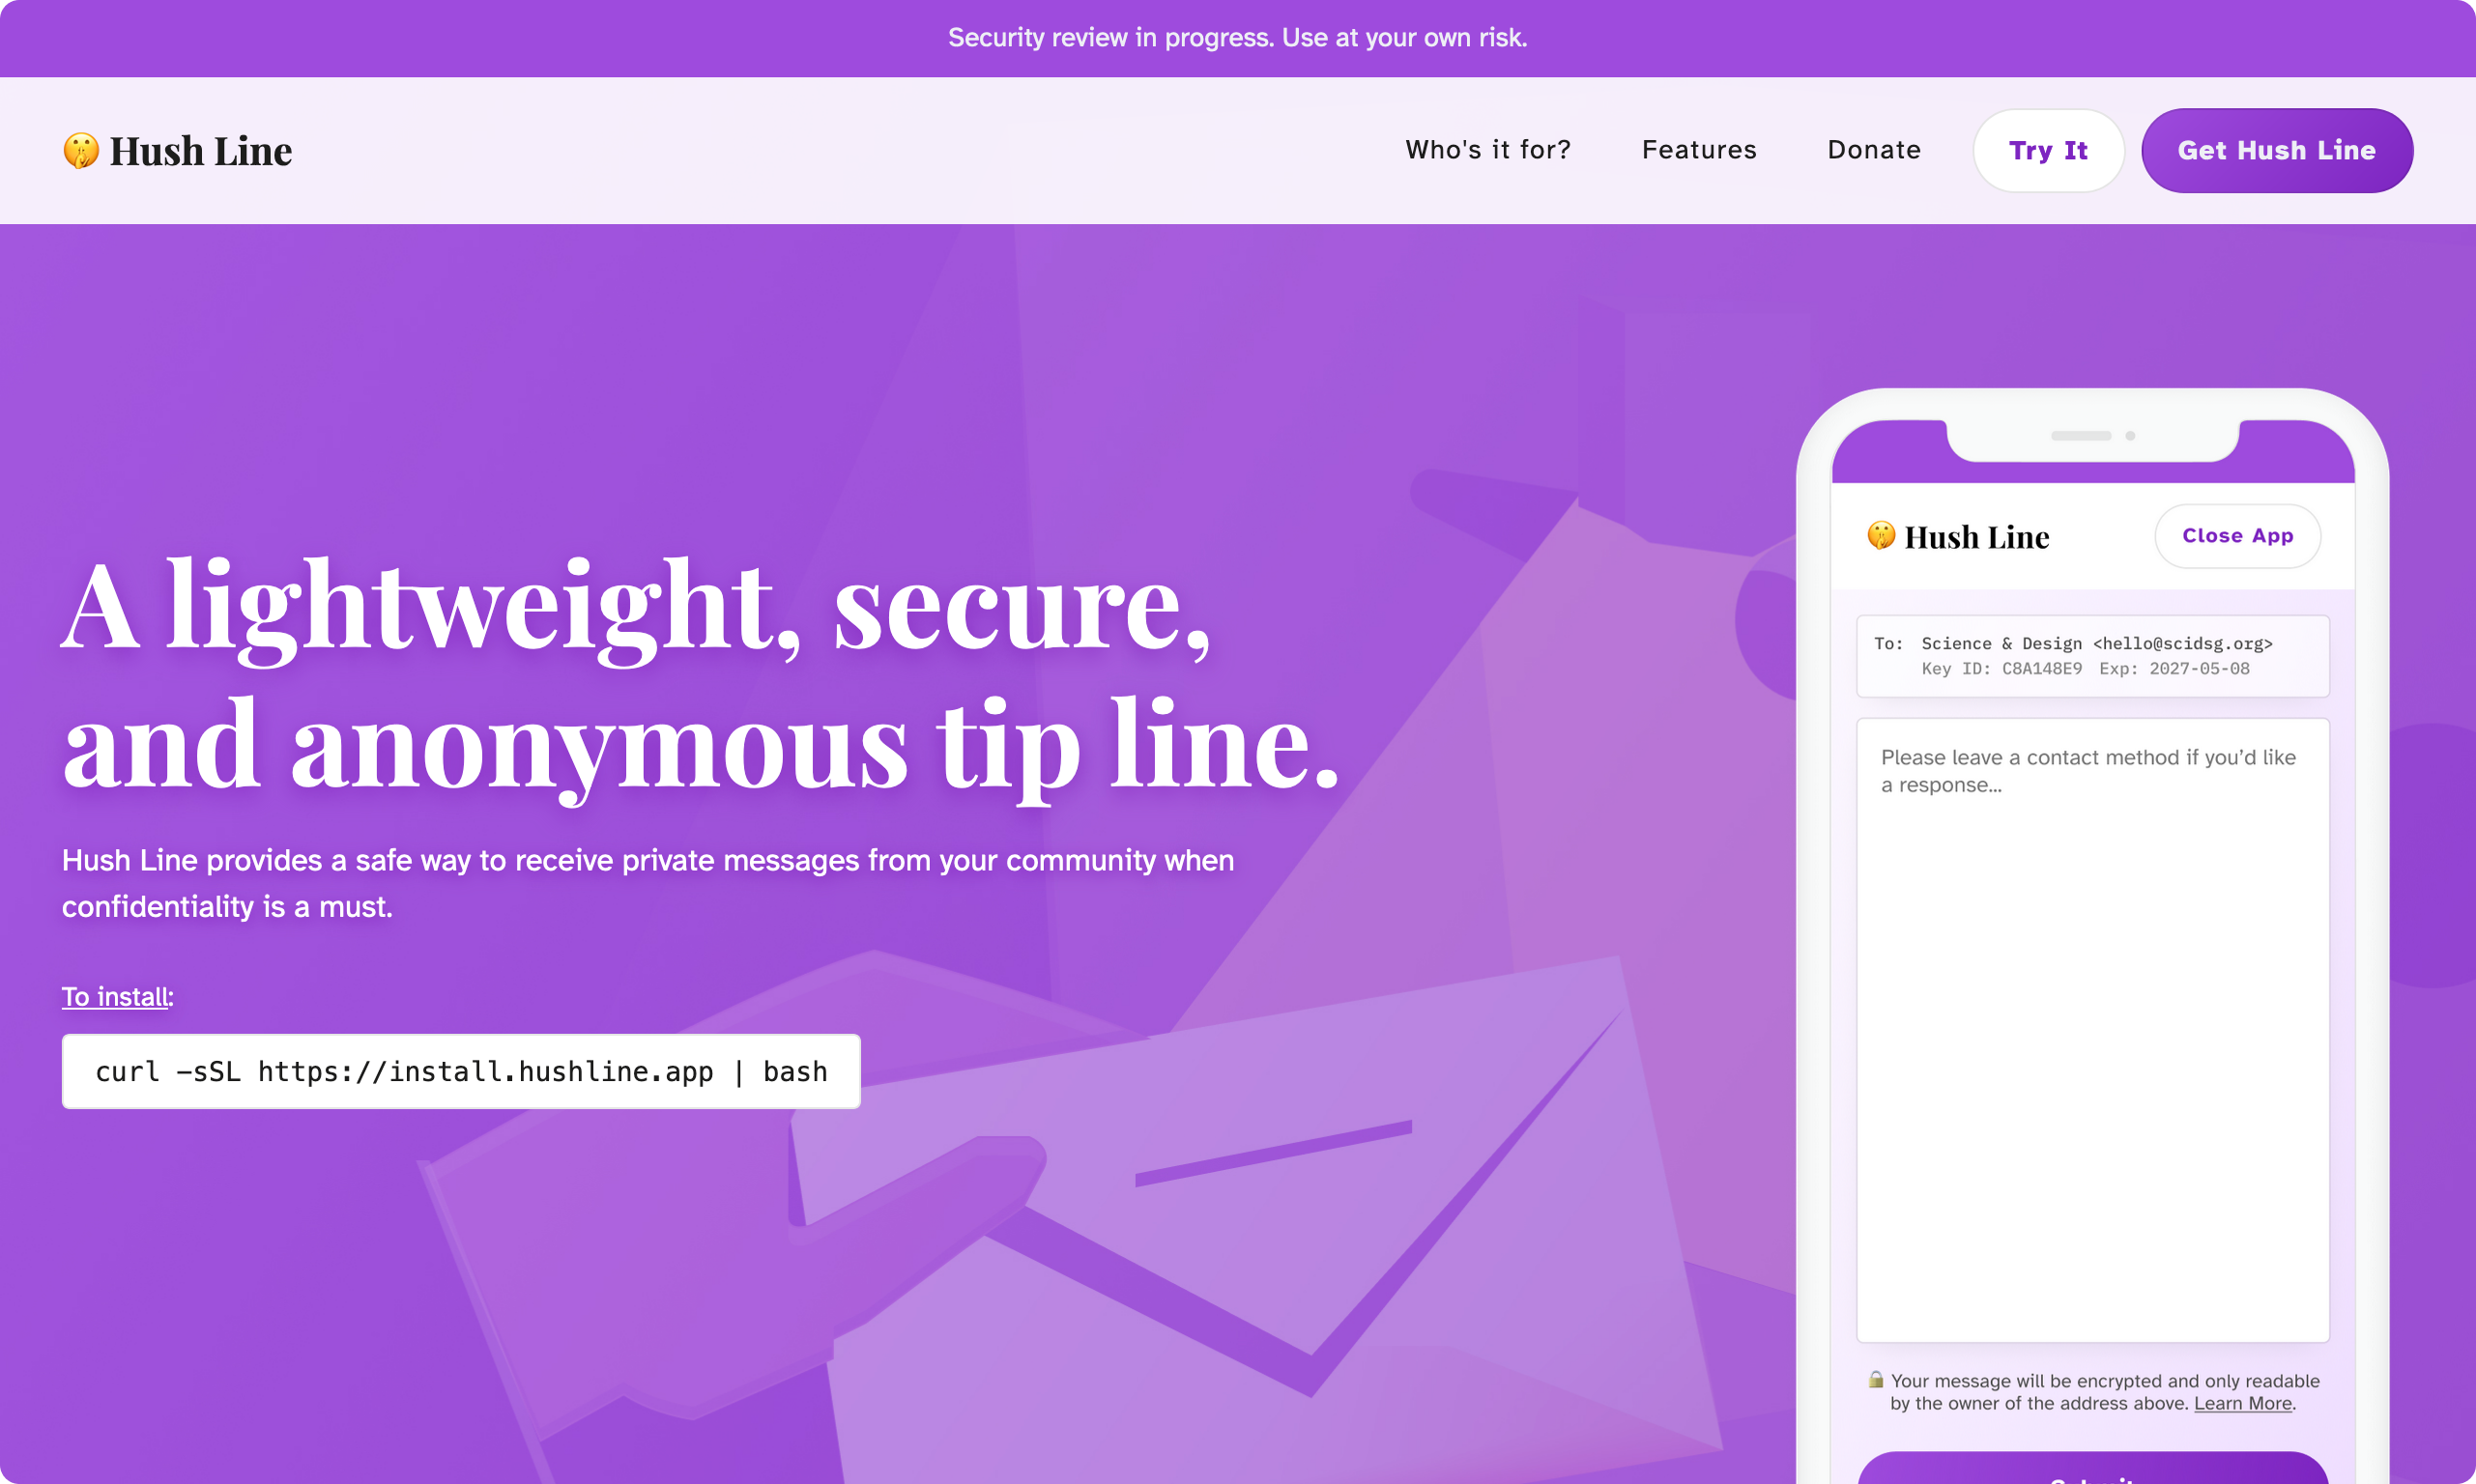 Security review in progress. Use at your own risk.
🤫 Hush Line
Who's it for?
Features
Donate
Try It
Get Hush Line
A lightweight, secure,
and anonymous tip line.
Hush Line provides a safe way to receive private messages from your community when
confidentiality is a must.
To install:
curl -sSL https://install.hushline.app | bash
🤫 Hush Line
Close App
To: Science & Design <hello@scidsg.org>
Key ID: C8A148E9 Exp: 2027-05-08
Please leave a contact method if you’d like
a response...
🔒 Your message will be encrypted and only readable
by the owner of the address above. Learn More.